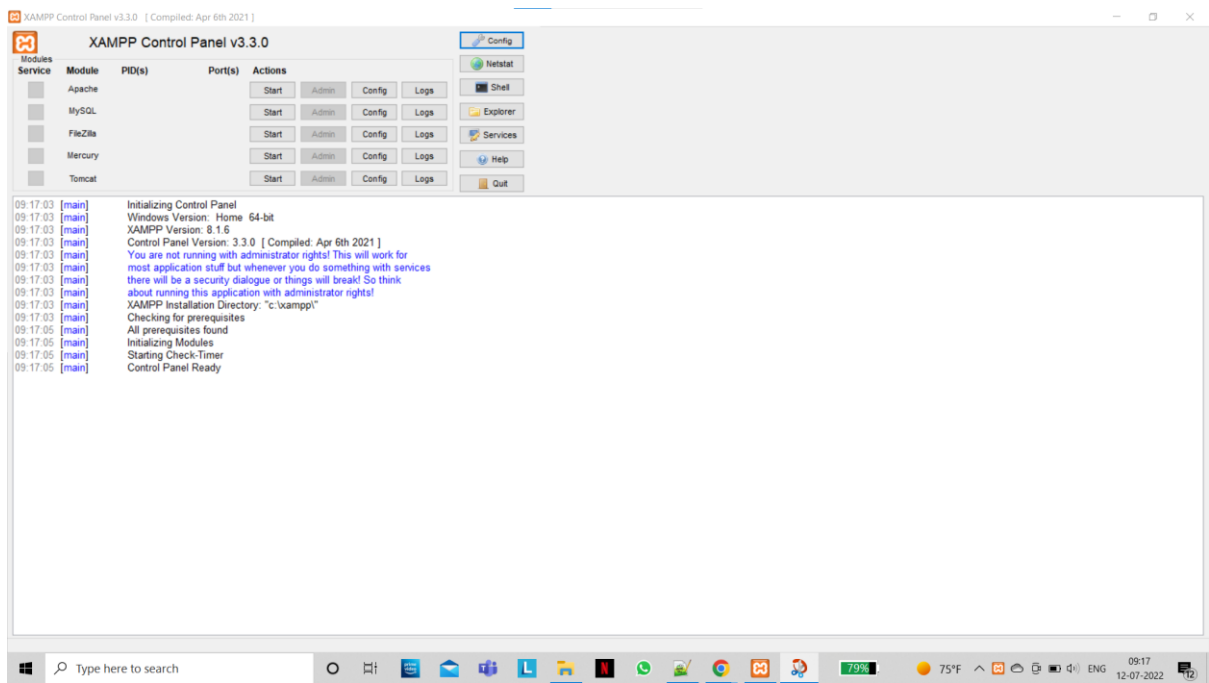 XAMPP Control Panel v3.3.0 [ Compiled: Apr 6th 2021 ]
XAMPP Control Panel v3.3.0
Config
Modules
Netstat
Service Module PID(s) Port(s) Actions
Apache Start Admin Config Logs Shell
MySQL Start Admin Config Logs Explorer
FileZilla Start Admin Config Logs Services
Mercury Start Admin Config Logs Help
Tomcat Start Admin Config Logs Quit
09:17:03 [main] Initializing Control Panel
09:17:03 [main] Windows Version: Home 64-bit
09:17:03 [main] XAMPP Version: 8.1.6
09:17:03 [main] Control Panel Version: 3.3.0 [ Compiled: Apr 6th 2021 ]
09:17:03 [main] You are not running with administrator rights! This will work for
09:17:03 [main] most application stuff but whenever you do something with services
09:17:03 [main] there will be a security dialogue or things will break! So think
09:17:03 [main] about running this application with administrator rights!
09:17:03 [main] XAMPP Installation Directory: "c:\xampp\"
09:17:03 [main] Checking for prerequisites
09:17:05 [main] All prerequisites found
09:17:05 [main] Initializing Modules
09:17:05 [main] Starting Check-Timer
09:17:05 [main] Control Panel Ready
Type here to search
L
N
79%
75°F
ENG
09:17
12-07-2022
12